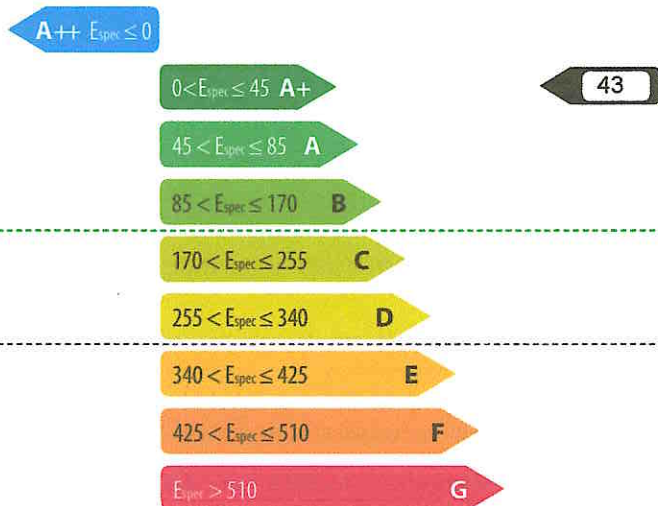 A++ Espec ≤ 0
0 < Espec ≤ 45 A+
43
45 < Espec ≤ 85 A
85 < Espec ≤ 170 B
170 < Espec ≤ 255 C
255 < Espec ≤ 340 D
340 < Espec ≤ 425 E
425 < Espec ≤ 510 F
Espec > 510 G